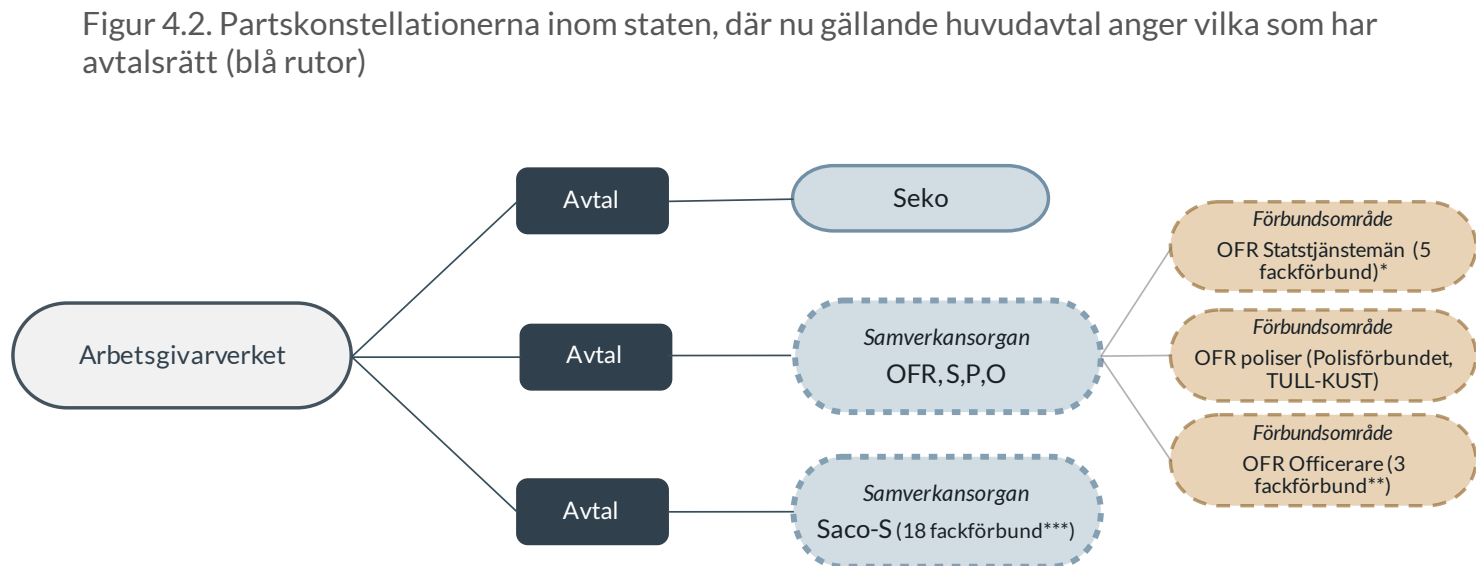 Figur 4.2. Partskonstellationerna inom staten, där nu gällande huvudavtal anger vilka som har
avtalsrätt (blå rutor)
Arbetsgivarverket
Avtal
Seko
Avtal
Samverkansorgan
OFR, S,P,O
Förbundsområde
OFR Statstjänstemän (5
fackförbund)*
Förbundsområde
OFR poliser (Polisförbundet,
TULL-KUST)
Förbundsområde
OFR Officerare (3
fackförbund**)
Avtal
Samverkansorgan
Saco-S (18 fackförbund***)